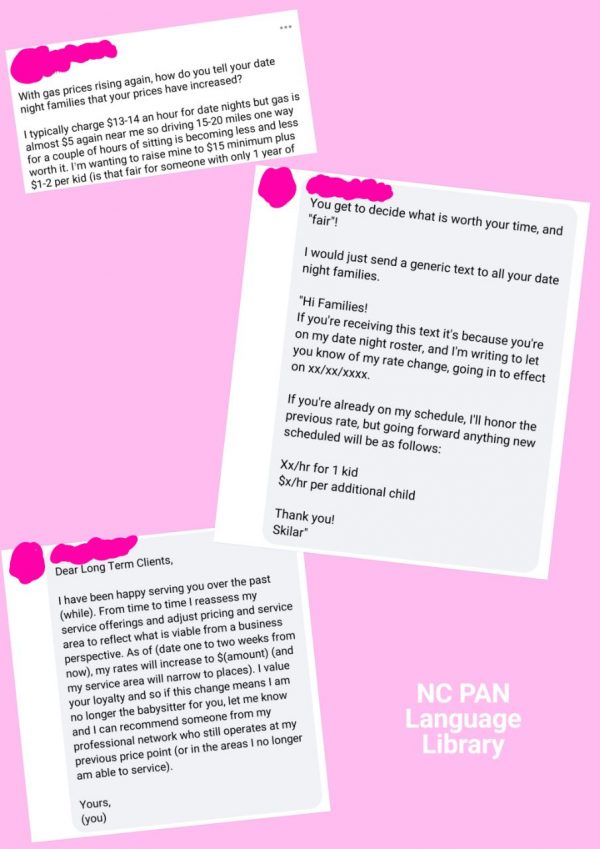 With gas prices rising again, how do you tell your date
night families that your prices have increased?
I typically charge $13-14 an hour for date nights but gas is
almost $5 again near me so driving 15-20 miles one way
for a couple of hours of sitting is becoming less and less
worth it. I'm wanting to raise mine to $15 minimum plus
$1-2 per kid (is that fair for someone with only 1 year of
You get to decide what is worth your time, and
"fair"!
I would just send a generic text to all your date
night families.
"Hi Families!
If you're receiving this text it's because you're
on my date night roster, and I'm writing to let
you know of my rate change, going in to effect
on xx/xx/xxxx.
If you're already on my schedule, I'll honor the
previous rate, but going forward anything new
scheduled will be as follows:
Xx/hr for 1 kid
$x/hr per additional child
Thank you!
Skilar"
Dear Long Term Clients,
I have been happy serving you over the past
(while). From time to time I reassess my
service offerings and adjust pricing and service
area to reflect what is viable from a business
perspective. As of (date one to two weeks from
now), my rates will increase to $(amount) (and
my service area will narrow to places). I value
your loyalty and so if this change means I am
no longer the babysitter for you, let me know
and I can recommend someone from my
professional network who still operates at my
previous price point (or in the areas I no longer
am able to service).
Yours,
(you)
NC PAN
Language
Library